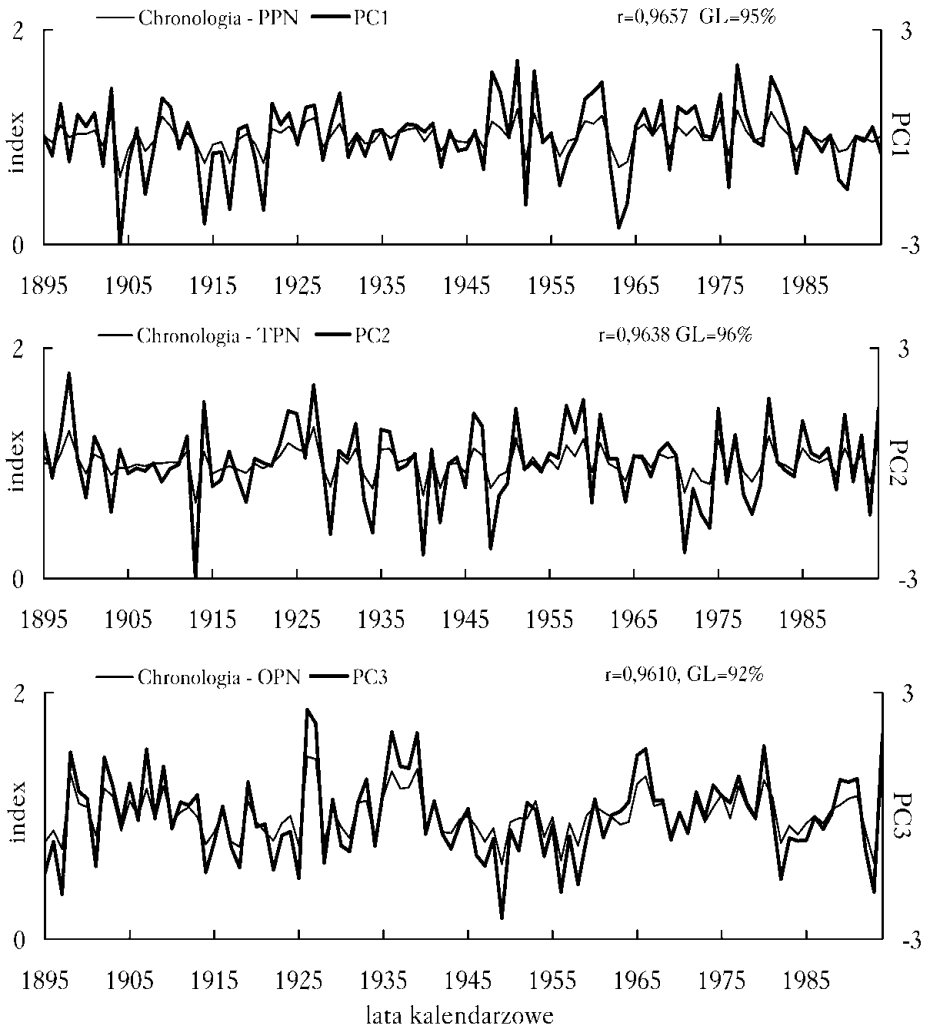 Chronologia - PPN PC1 r=0,9657 GL=95%
2 3
index PC1
0 -3
1895 1905 1915 1925 1935 1945 1955 1965 1975 1985
Chronologia - TPN PC2 r=0,9638 GL=96%
2 3
index PC2
0 -3
1895 1905 1915 1925 1935 1945 1955 1965 1975 1985
Chronologia - OPN PC3 r=0,9610, GL=92%
2 3
index PC3
0 -3
1895 1905 1915 1925 1935 1945 1955 1965 1975 1985
lata kalendarzowe